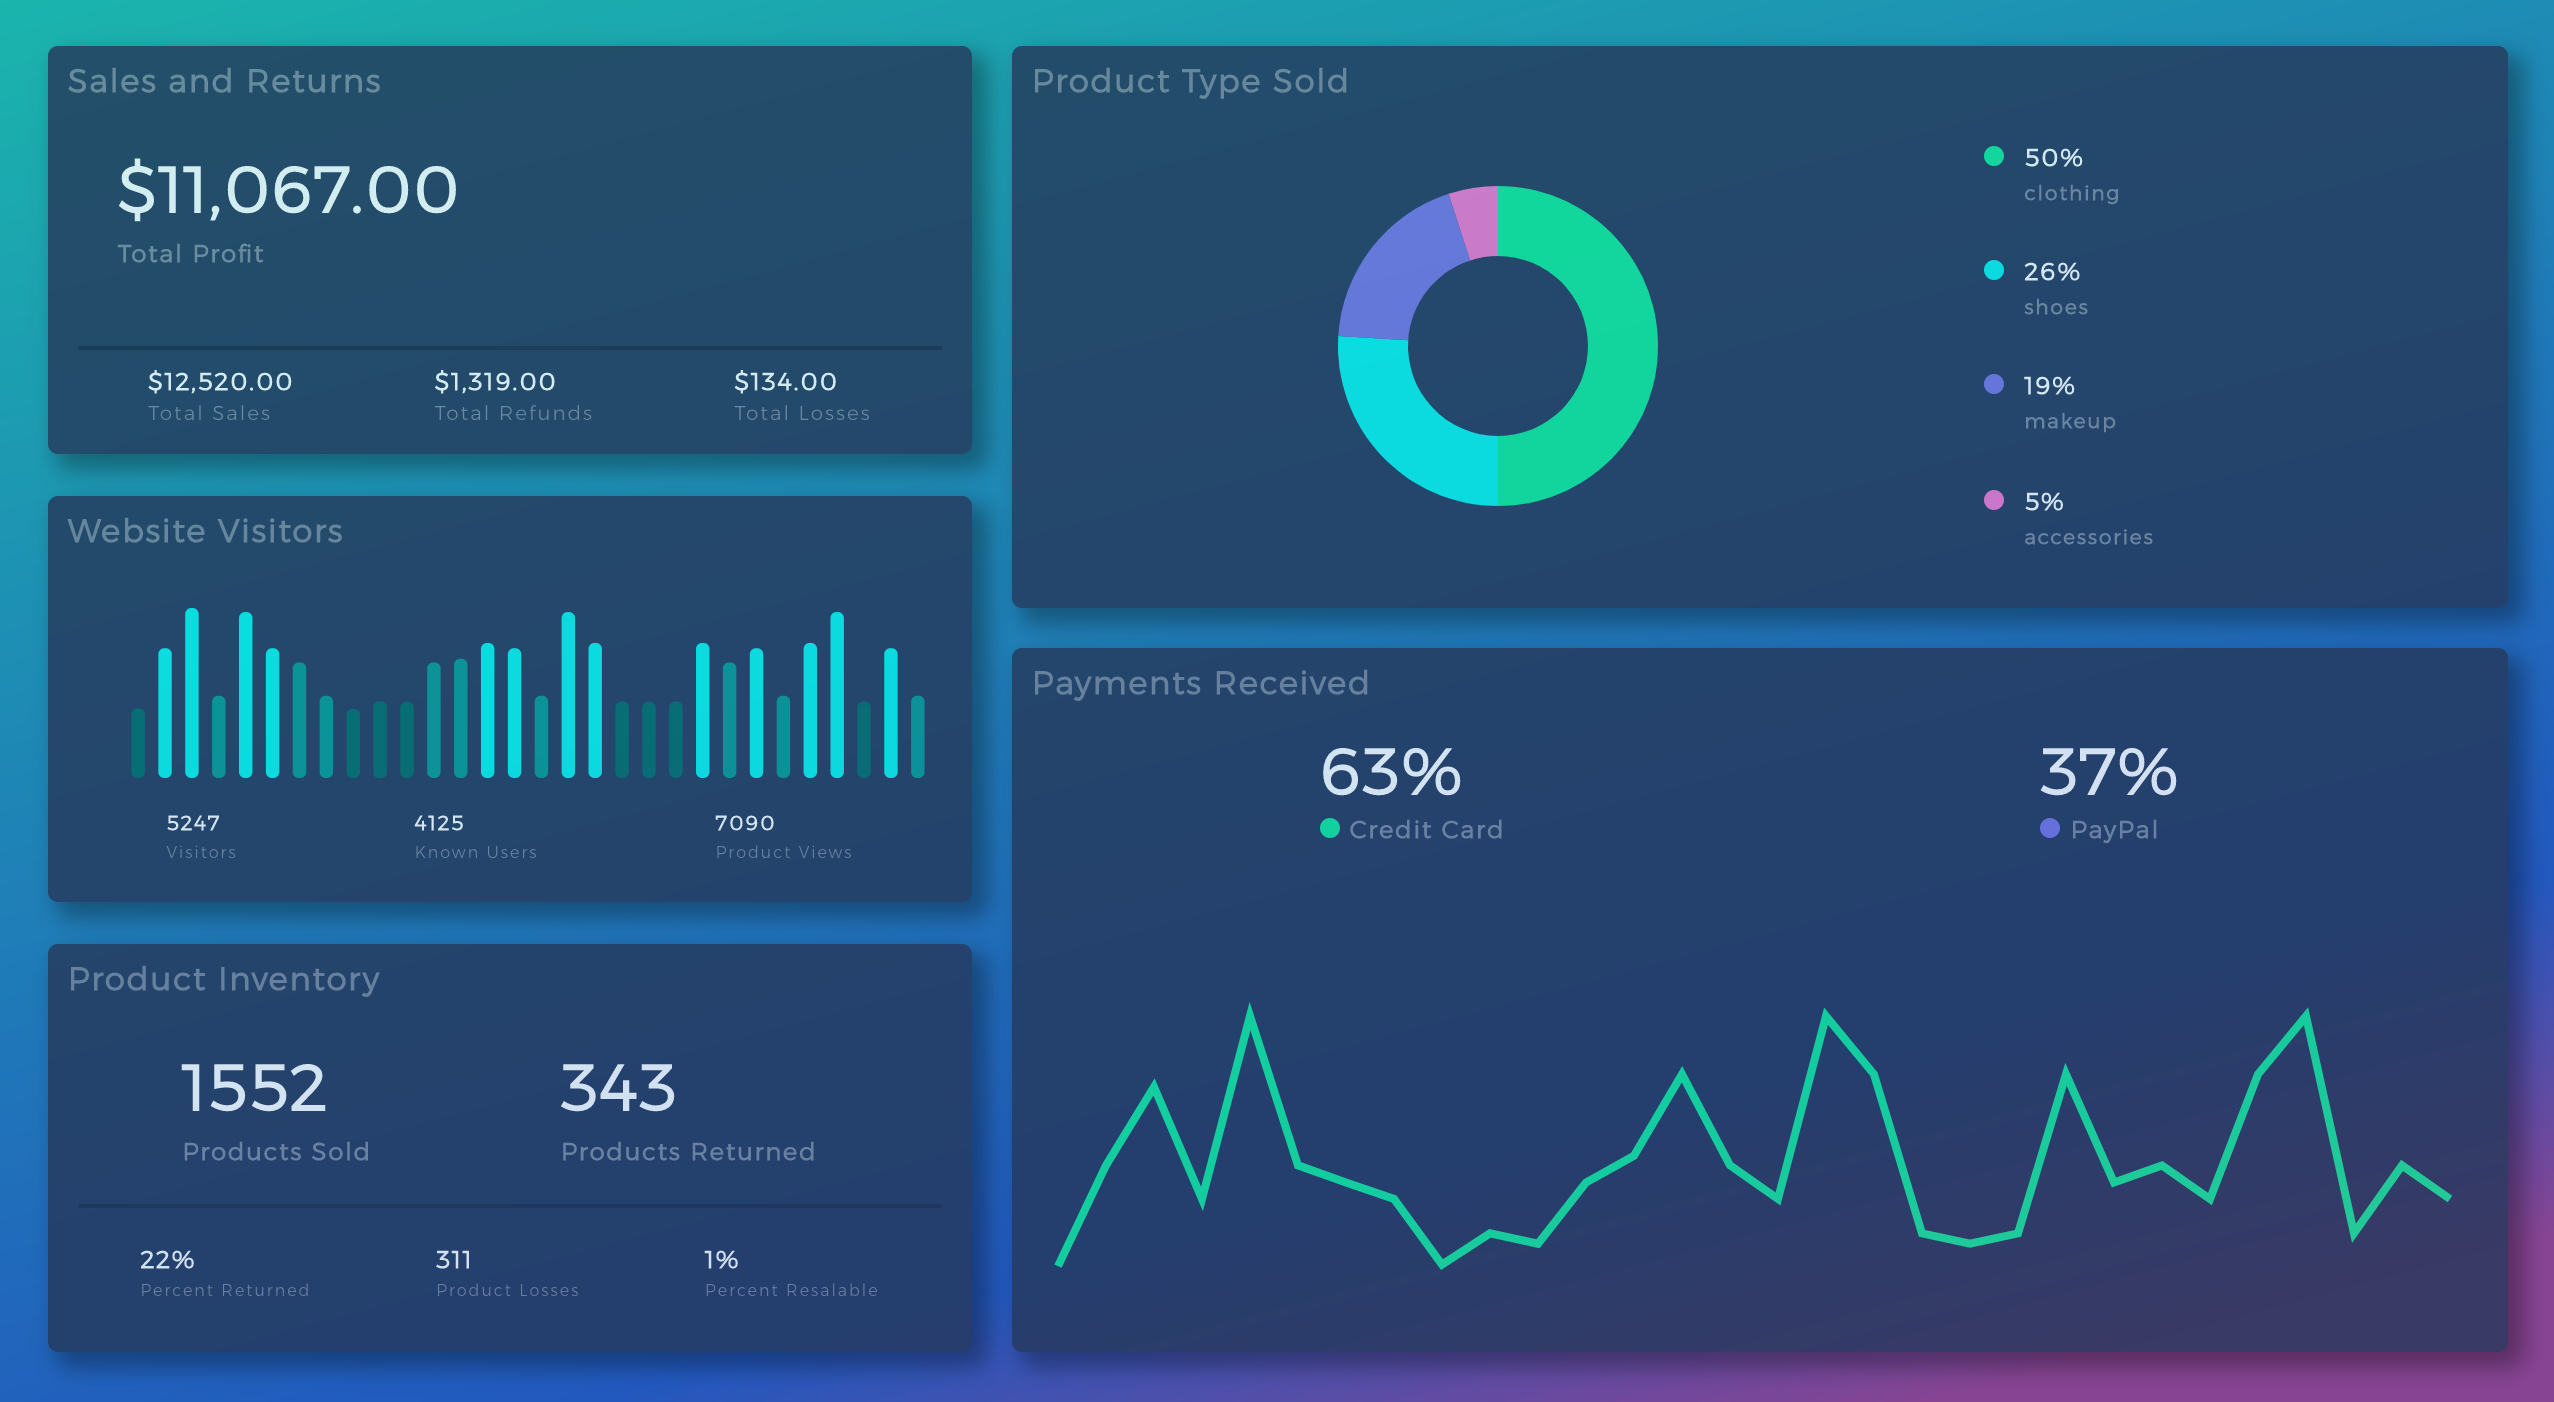 Sales and Returns
$11,067.00
Total Profit
$12,520.00
Total Sales
$1,319.00
Total Refunds
$134.00
Total Losses
Website Visitors
5247
Visitors
4125
Known Users
7090
Product Views
Product Inventory
1552
Products Sold
343
Products Returned
22%
Percent Returned
311
Product Losses
1%
Percent Resalable
Product Type Sold
50%
clothing
26%
shoes
19%
makeup
5%
accessories
Payments Received
63%
Credit Card
37%
PayPal